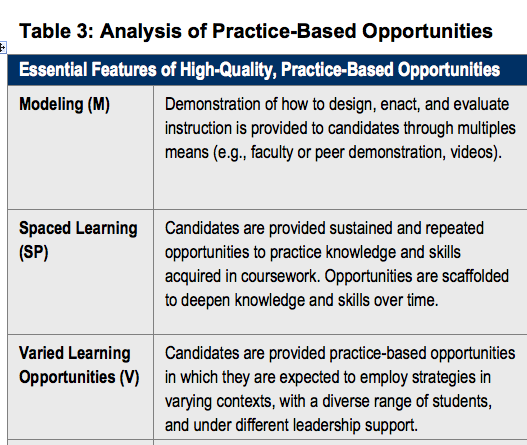 Table 3: Analysis of Practice-Based Opportunities
Essential Features of High-Quality, Practice-Based Opportunities
Modeling (M)
Demonstration of how to design, enact, and evaluate
instruction is provided to candidates through multiples
means (e.g., faculty or peer demonstration, videos).
Spaced Learning
(SP)
Candidates are provided sustained and repeated
opportunities to practice knowledge and skills
acquired in coursework. Opportunities are scaffolded
to deepen knowledge and skills over time.
Varied Learning
Opportunities (V)
Candidates are provided practice-based opportunities
in which they are expected to employ strategies in
varying contexts, with a diverse range of students,
and under different leadership support.